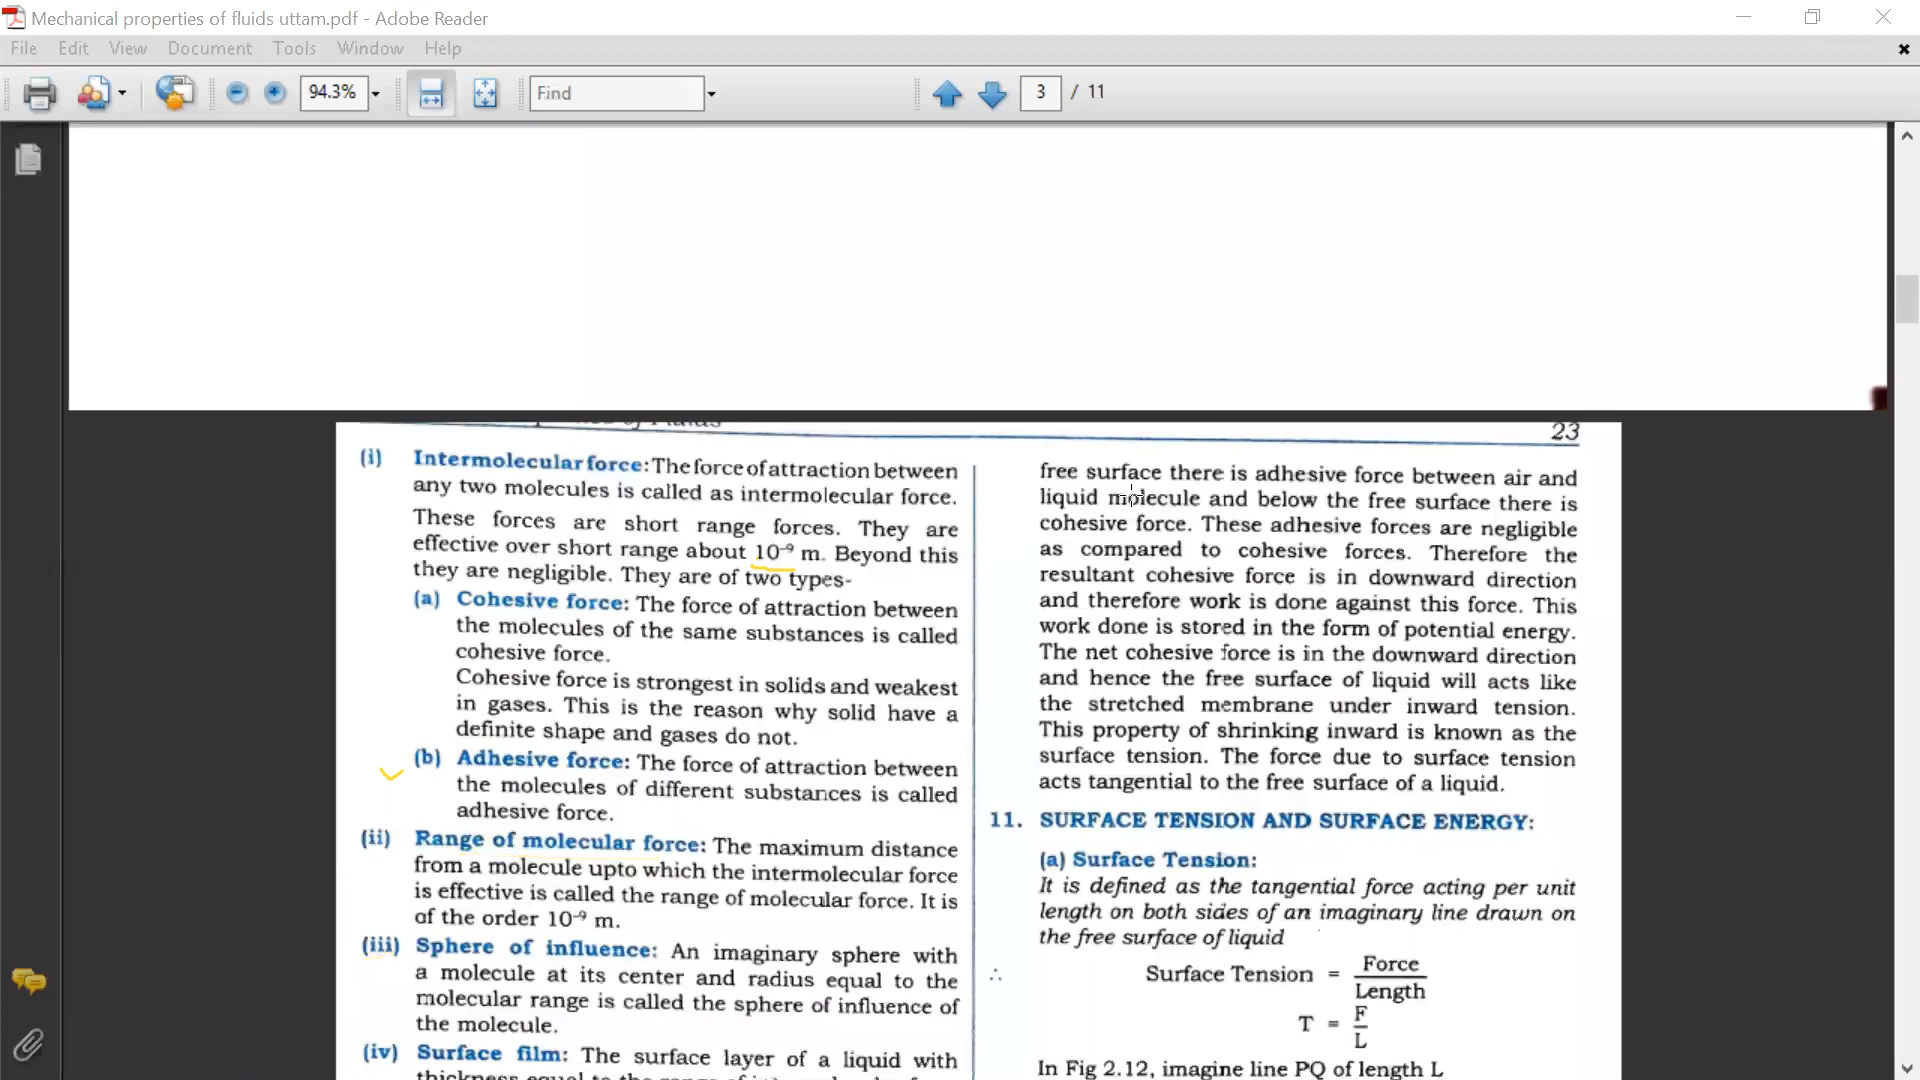 Mechanical properties of fluids uttam.pdf - Adobe Reader
File Edit View Document Tools Window Help
94.3%
Find
3 / 11
of Fluids
23
(i) Intermolecular force: The force of attraction between
any two molecules is called as intermolecular force.
These forces are short range forces. They are
effective over short range about 10⁻⁹ m. Beyond this
they are negligible. They are of two types-
(a) Cohesive force: The force of attraction between
the molecules of the same substances is called
cohesive force.
Cohesive force is strongest in solids and weakest
in gases. This is the reason why solid have a
definite shape and gases do not.
(b) Adhesive force: The force of attraction between
the molecules of different substances is called
adhesive force.
(ii) Range of molecular force: The maximum distance
from a molecule upto which the intermolecular force
is effective is called the range of molecular force. It is
of the order 10⁻⁹ m.
(iii) Sphere of influence: An imaginary sphere with
a molecule at its center and radius equal to the
molecular range is called the sphere of influence of
the molecule.
(iv) Surface film: The surface layer of a liquid with
thickness equal to the range of
free surface there is adhesive force between air and
liquid molecule and below the free surface there is
cohesive force. These adhesive forces are negligible
as compared to cohesive forces. Therefore the
resultant cohesive force is in downward direction
and therefore work is done against this force. This
work done is stored in the form of potential energy.
The net cohesive force is in the downward direction
and hence the free surface of liquid will acts like
the stretched membrane under inward tension.
This property of shrinking inward is known as the
surface tension. The force due to surface tension
acts tangential to the free surface of a liquid.
11. SURFACE TENSION AND SURFACE ENERGY:
(a) Surface Tension:
It is defined as the tangential force acting per unit
length on both sides of an imaginary line drawn on
the free surface of liquid
∴ Surface Tension = Force
Length
T = F
L
In Fig 2.12, imagine line PQ of length L